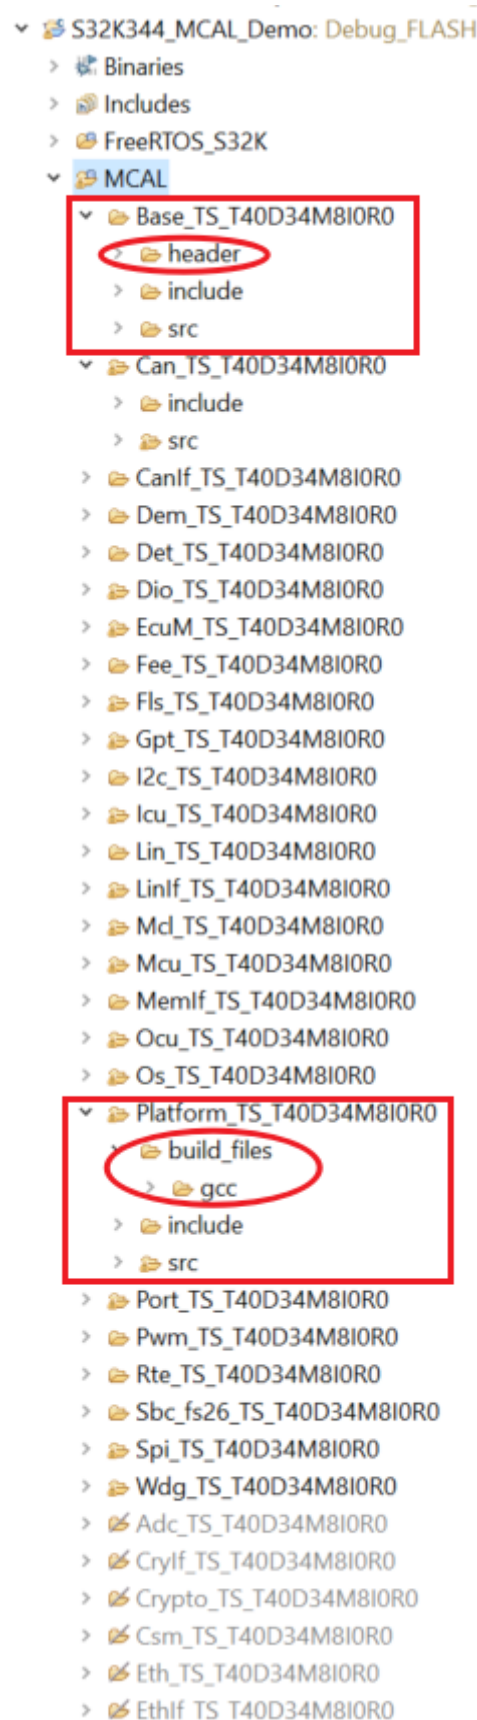 S32K344_MCAL_Demo: Debug_FLASH
Binaries
Includes
FreeRTOS_S32K
MCAL
Base_TS_T40D34M8I0R0
header
include
src
Can_TS_T40D34M8I0R0
include
src
CanIf_TS_T40D34M8I0R0
Dem_TS_T40D34M8I0R0
Det_TS_T40D34M8I0R0
Dio_TS_T40D34M8I0R0
EcuM_TS_T40D34M8I0R0
Fee_TS_T40D34M8I0R0
Fls_TS_T40D34M8I0R0
Gpt_TS_T40D34M8I0R0
I2c_TS_T40D34M8I0R0
Icu_TS_T40D34M8I0R0
Lin_TS_T40D34M8I0R0
LinIf_TS_T40D34M8I0R0
Mcl_TS_T40D34M8I0R0
Mcu_TS_T40D34M8I0R0
MemIf_TS_T40D34M8I0R0
Ocu_TS_T40D34M8I0R0
Os_TS_T40D34M8I0R0
Platform_TS_T40D34M8I0R0
build_files
gcc
include
src
Port_TS_T40D34M8I0R0
Pwm_TS_T40D34M8I0R0
Rte_TS_T40D34M8I0R0
Sbc_fs26_TS_T40D34M8I0R0
Spi_TS_T40D34M8I0R0
Wdg_TS_T40D34M8I0R0
Adc_TS_T40D34M8I0R0
CryIf_TS_T40D34M8I0R0
Crypto_TS_T40D34M8I0R0
Csm_TS_T40D34M8I0R0
Eth_TS_T40D34M8I0R0
EthIf_TS_T40D34M8I0R0